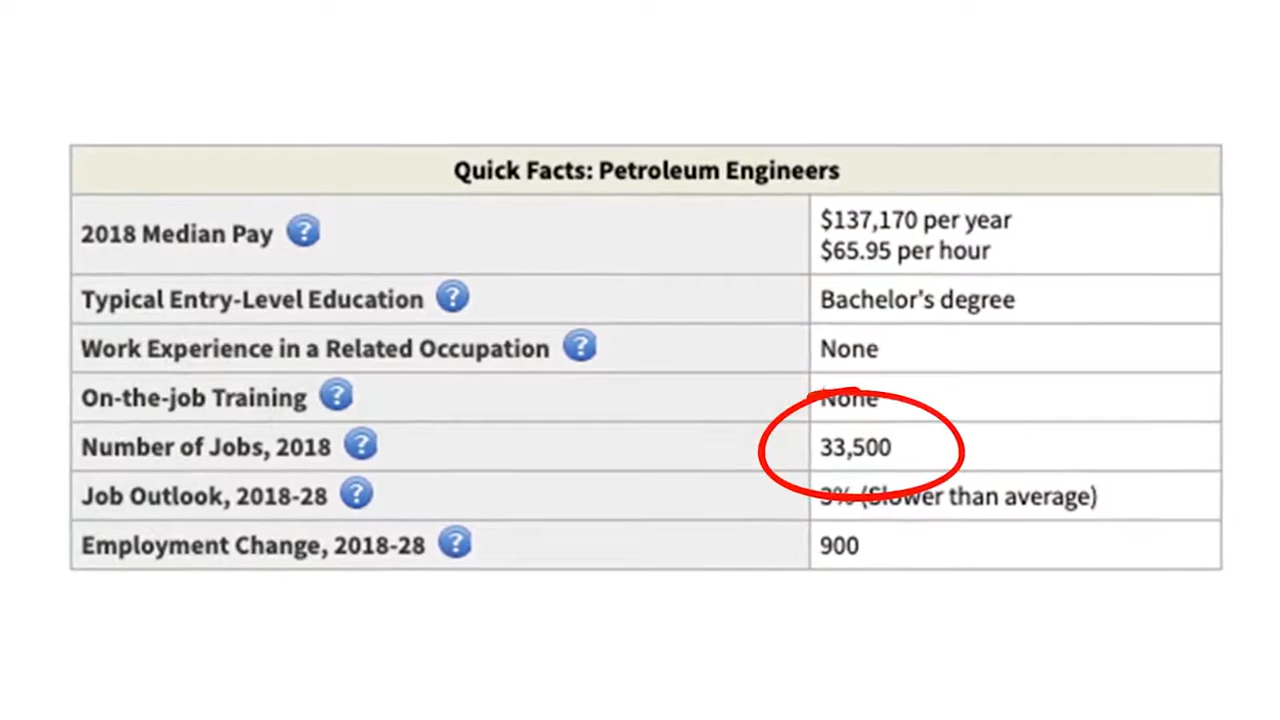 Quick Facts: Petroleum Engineers
2018 Median Pay ?
$137,170 per year
$65.95 per hour
Typical Entry-Level Education ?
Bachelor's degree
Work Experience in a Related Occupation ?
None
On-the-job Training ?
None
Number of Jobs, 2018 ?
33,500
Job Outlook, 2018-28 ?
3% (Slower than average)
Employment Change, 2018-28 ?
900